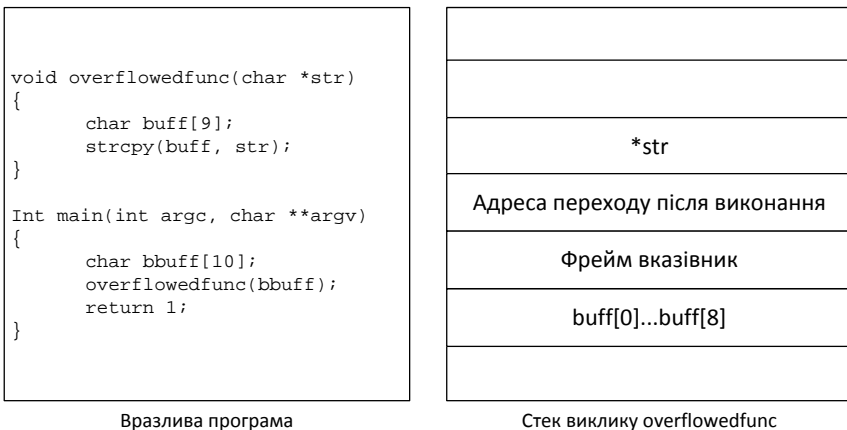 void overflowedfunc(char *str)
{
char buff[9];
strcpy(buff, str);
}
Int main(int argc, char **argv)
{
char bbuff[10];
overflowedfunc(bbuff);
return 1;
}
Вразлива програма
*str
Адреса переходу після виконання
Фрейм вказівник
buff[0]...buff[8]
Стек виклику overflowedfunc